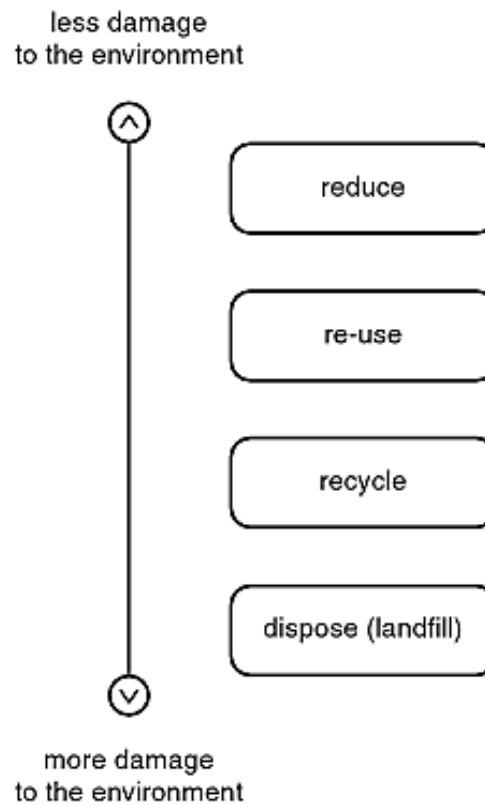 less damage
to the environment
reduce
re-use
recycle
dispose (landfill)
more damage
to the environment